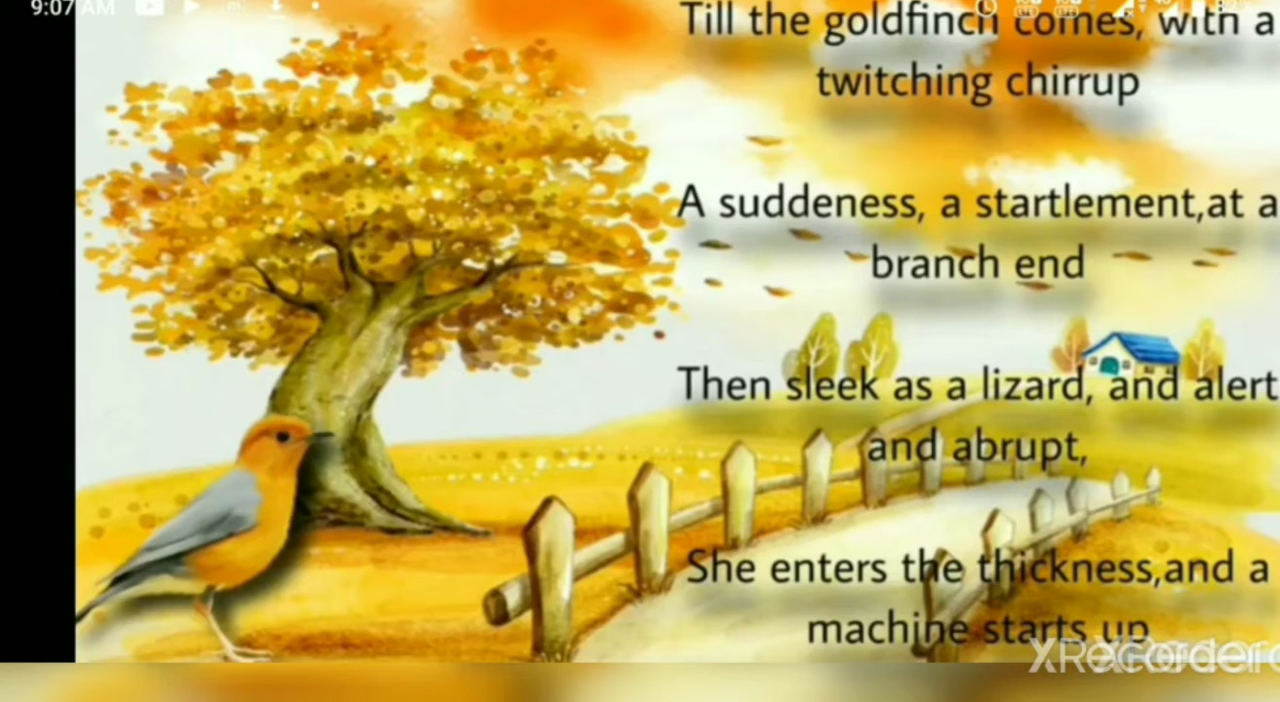 9:07 AM
Till the goldfinch comes, with a
twitching chirrup
A suddeness, a startlement,at a
branch end
Then sleek as a lizard, and alert
and abrupt,
She enters the thickness,and a
machine starts up